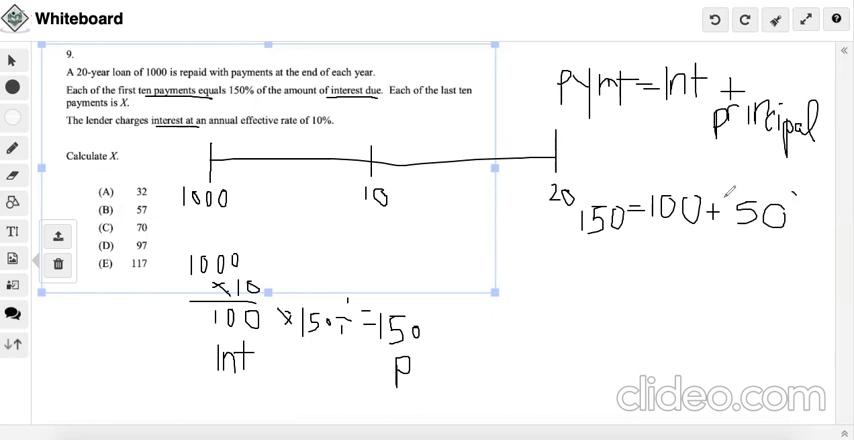 Whiteboard
9.
A 20-year loan of 1000 is repaid with payments at the end of each year.
Each of the first ten payments equals 150% of the amount of interest due. Each of the last ten
payments is X.
The lender charges interest at an annual effective rate of 10%.
Calculate X.
(A) 32
(B) 57
(C) 70
(D) 97
(E) 117
1000 10 20
pymt = Int + principal
150 = 100 + 50
1000
x .10
100 x 150% = 150
Int P
clideo.com